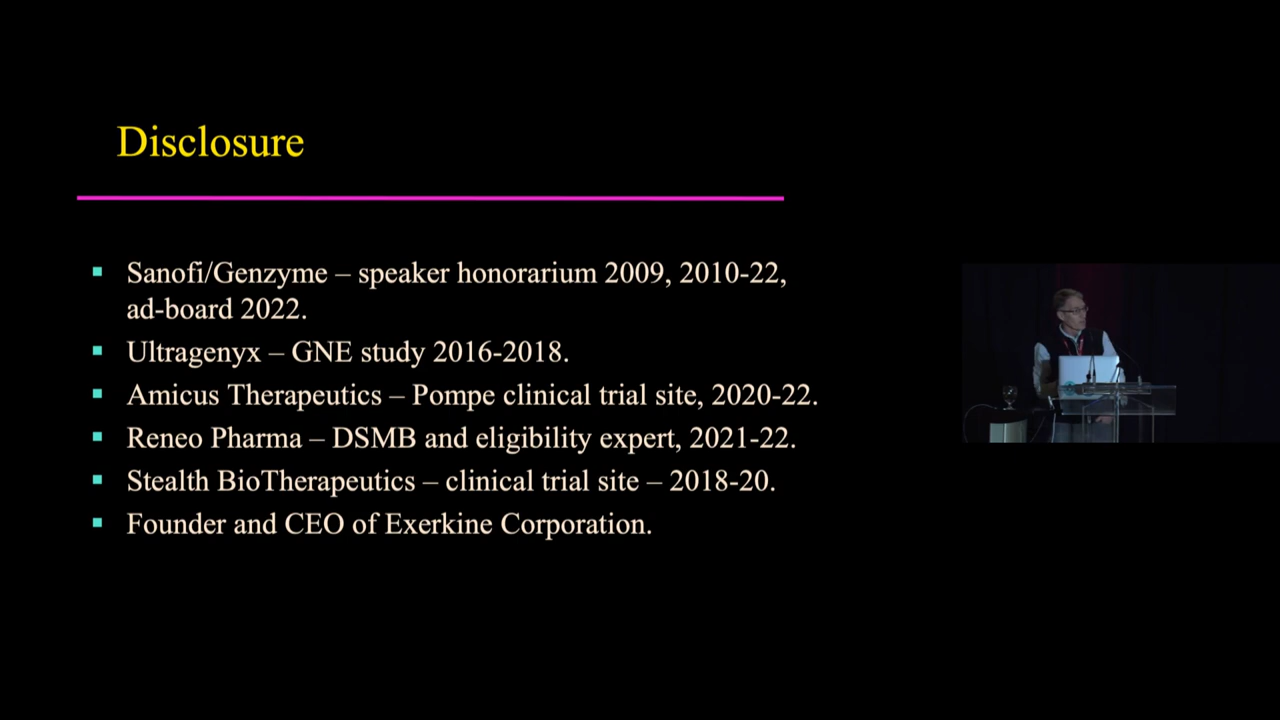 Disclosure
Sanofi/Genzyme – speaker honorarium 2009, 2010-22,
ad-board 2022.
Ultragenyx – GNE study 2016-2018.
Amicus Therapeutics – Pompe clinical trial site, 2020-22.
Reneo Pharma – DSMB and eligibility expert, 2021-22.
Stealth BioTherapeutics – clinical trial site – 2018-20.
Founder and CEO of Exerkine Corporation.